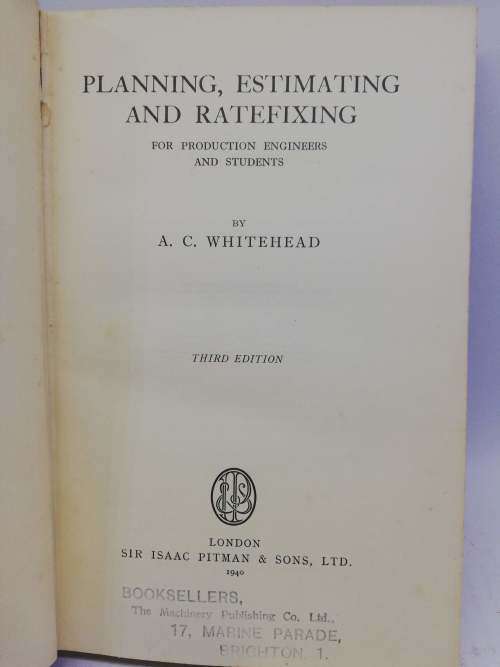 PLANNING, ESTIMATING
AND RATEFIXING
FOR PRODUCTION ENGINEERS
AND STUDENTS
BY
A. C. WHITEHEAD
THIRD EDITION
LONDON
SIR ISAAC PITMAN & SONS, LTD.
1940
BOOKSELLERS,
The Machinery Publishing Co. Ltd.,
17, MARINE PARADE,
BRIGHTON, 1.